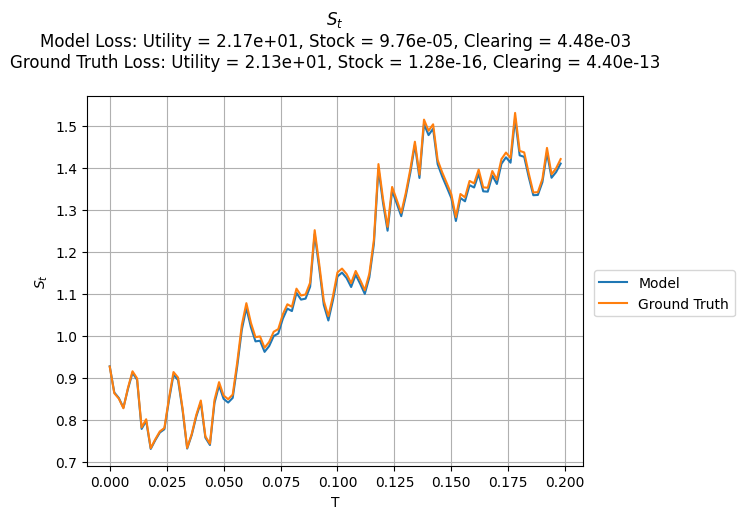 S_t
Model Loss: Utility = 2.17e+01, Stock = 9.76e-05, Clearing = 4.48e-03
Ground Truth Loss: Utility = 2.13e+01, Stock = 1.28e-16, Clearing = 4.40e-13
1.5
1.4
1.3
1.2
1.1
1.0
0.9
0.8
0.7
S_t
0.000 0.025 0.050 0.075 0.100 0.125 0.150 0.175 0.200
T
Model
Ground Truth